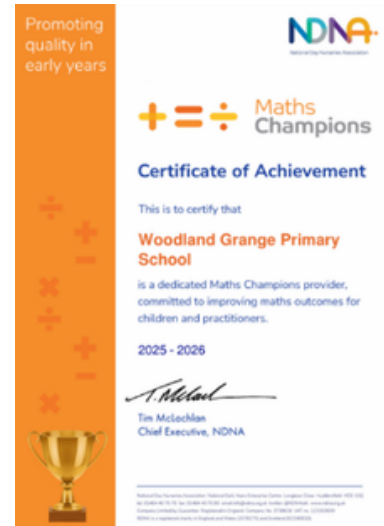 Promoting
quality in
early years
NDNA
National Day Nurseries Association
Maths
Champions
Certificate of Achievement
This is to certify that
Woodland Grange Primary
School
is a dedicated Maths Champions provider,
committed to improving maths outcomes for
children and practitioners.
2025 - 2026
Tim McLachlan
Chief Executive, NDNA